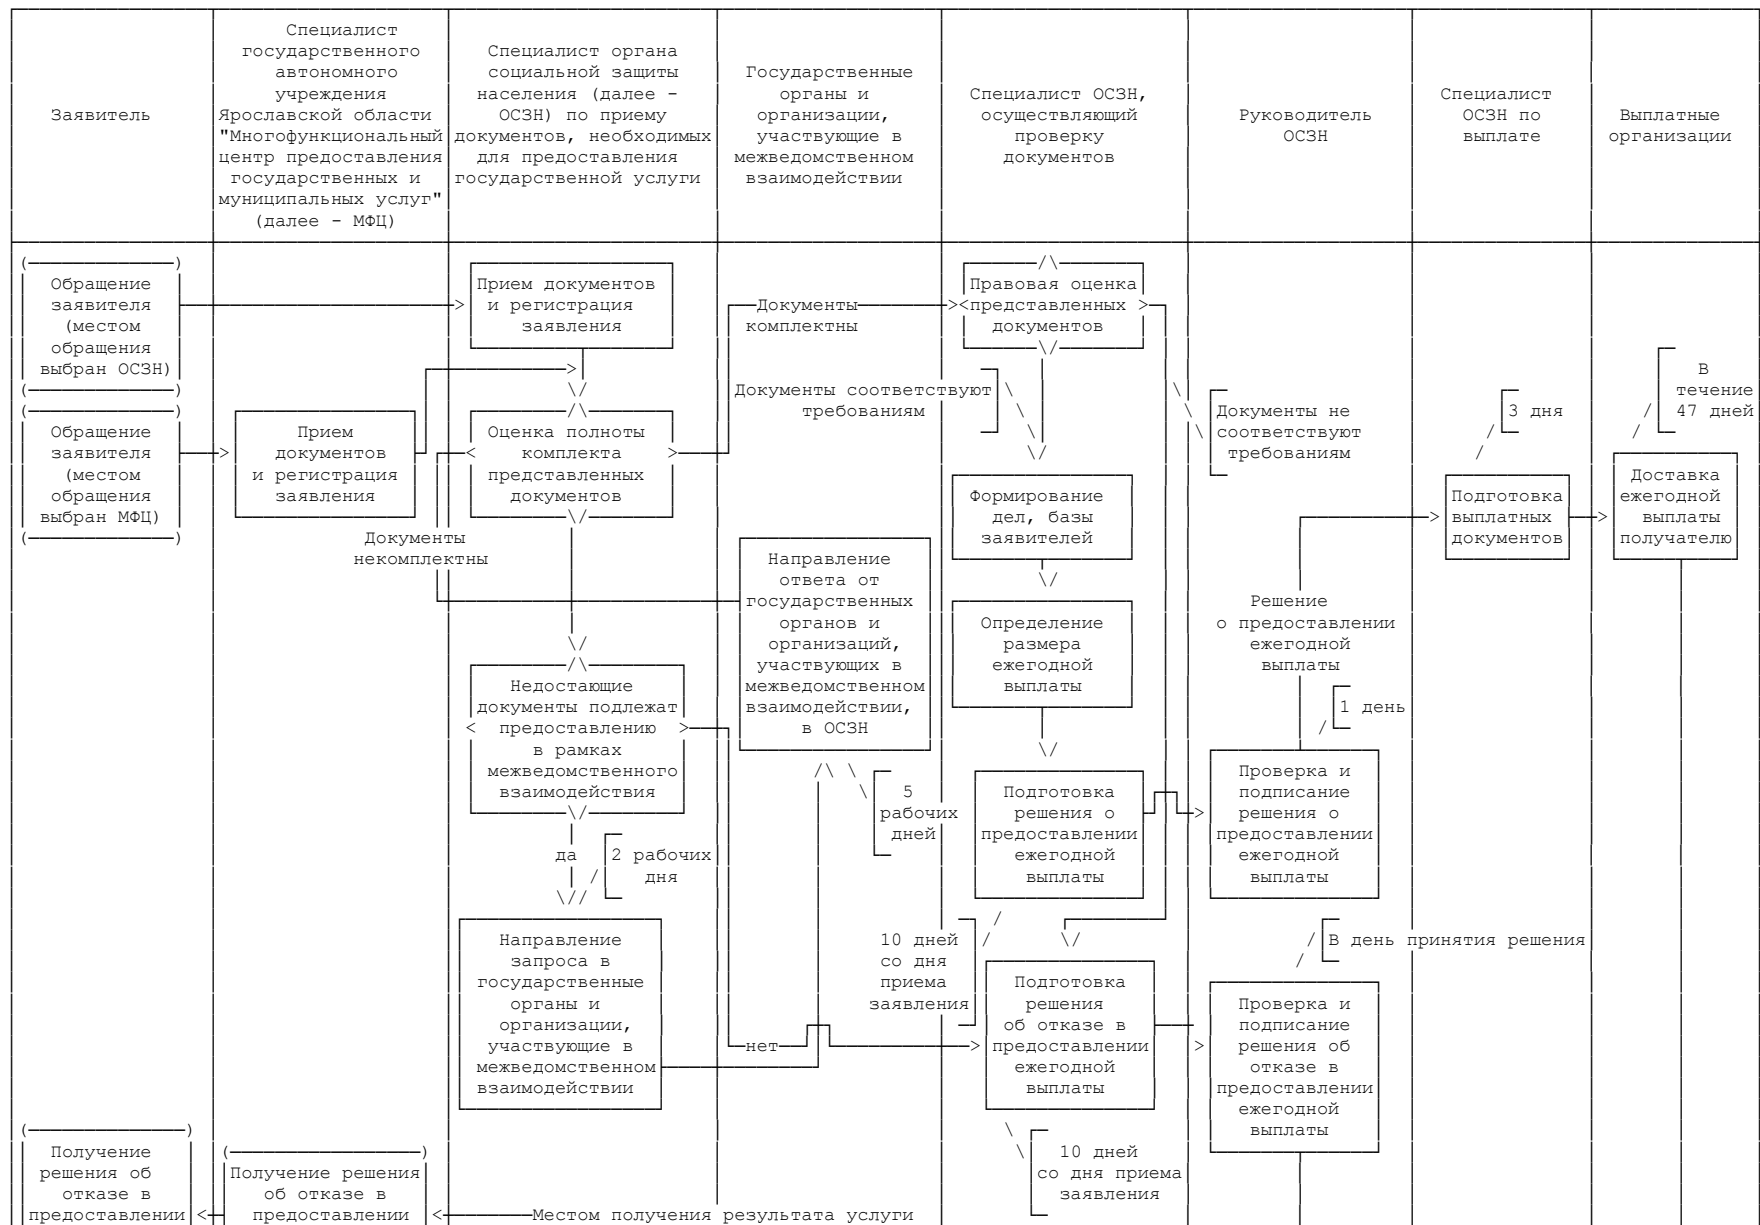 Заявитель
Специалист
государственного
автономного
учреждения
Ярославской области
"Многофункциональный
центр предоставления
государственных и
муниципальных услуг"
(далее - МФЦ)
Специалист органа
социальной защиты
населения (далее -
ОСЗН) по приему
документов, необходимых
для предоставления
государственной услуги
Государственные
органы и
организации,
участвующие в
межведомственном
взаимодействии
Специалист ОСЗН,
осуществляющий
проверку
документов
Руководитель
ОСЗН
Специалист
ОСЗН по
выплате
Выплатные
организации
Обращение
заявителя
(местом
обращения
выбран ОСЗН)
Прием документов
и регистрация
заявления
Документы
комплектны
Правовая оценка
представленных
документов
Документы соответствуют
требованиям
Документы не
соответствуют
требованиям
3 дня
В
течение
47 дней
Обращение
заявителя
(местом
обращения
выбран МФЦ)
Прием
документов
и регистрация
заявления
Оценка полноты
комплекта
представленных
документов
Формирование
дел, базы
заявителей
Подготовка
выплатных
документов
Доставка
ежегодной
выплаты
получателю
Документы
некомплектны
Направление
ответа от
государственных
органов и
организаций,
участвующих в
межведомственном
взаимодействии,
в ОСЗН
Определение
размера
ежегодной
выплаты
Решение
о предоставлении
ежегодной
выплаты
1 день
Недостающие
документы подлежат
предоставлению
в рамках
межведомственного
взаимодействия
5
рабочих
дней
Подготовка
решения о
предоставлении
ежегодной
выплаты
Проверка и
подписание
решения о
предоставлении
ежегодной
выплаты
да
2 рабочих
дня
Направление
запроса в
государственные
органы и
организации,
участвующие в
межведомственном
взаимодействии
нет
10 дней
со дня
приема
заявления
Подготовка
решения
об отказе в
предоставлении
ежегодной
выплаты
В день принятия решения
Проверка и
подписание
решения об
отказе в
предоставлении
ежегодной
выплаты
10 дней
со дня приема
заявления
Получение
решения об
отказе в
предоставлении
Получение решения
об отказе в
предоставлении
Местом получения результата услуги